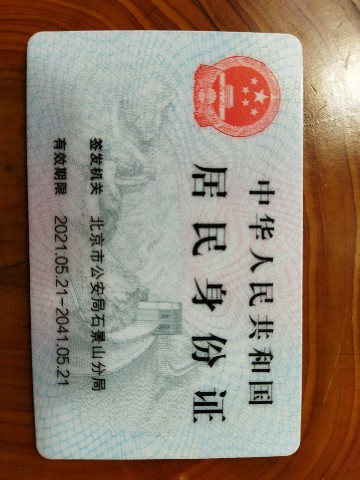 中华人民共和国
居民身份证
签发机关 北京市公安局石景山分局
有效期限 2021.05.21-2041.05.21